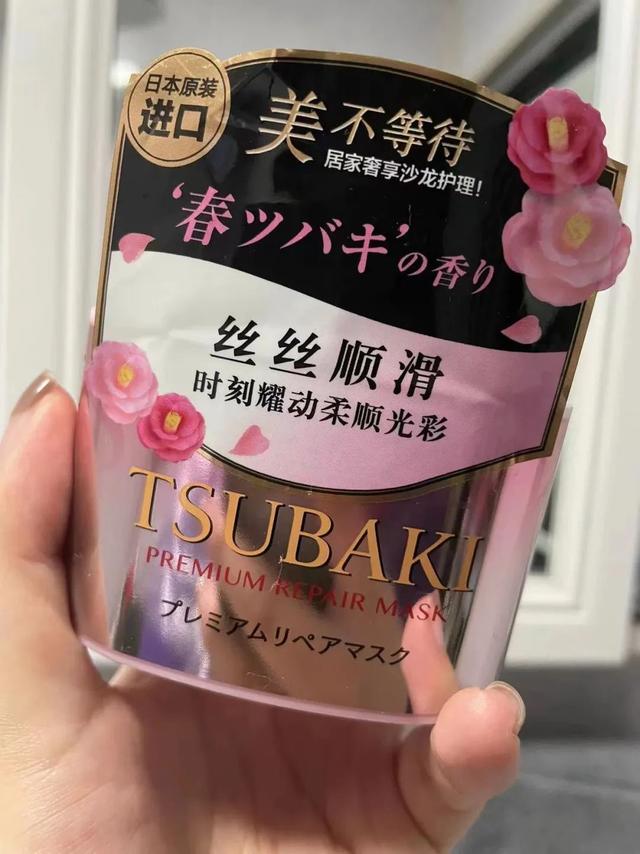 日本原装
进口
美不等待
居家奢享沙龙护理!
‘春ツバキ’の香り
丝丝顺滑
时刻耀动柔顺光彩
TSUBAKI
PREMIUM REPAIR MASK
プレミアムリペアマスク